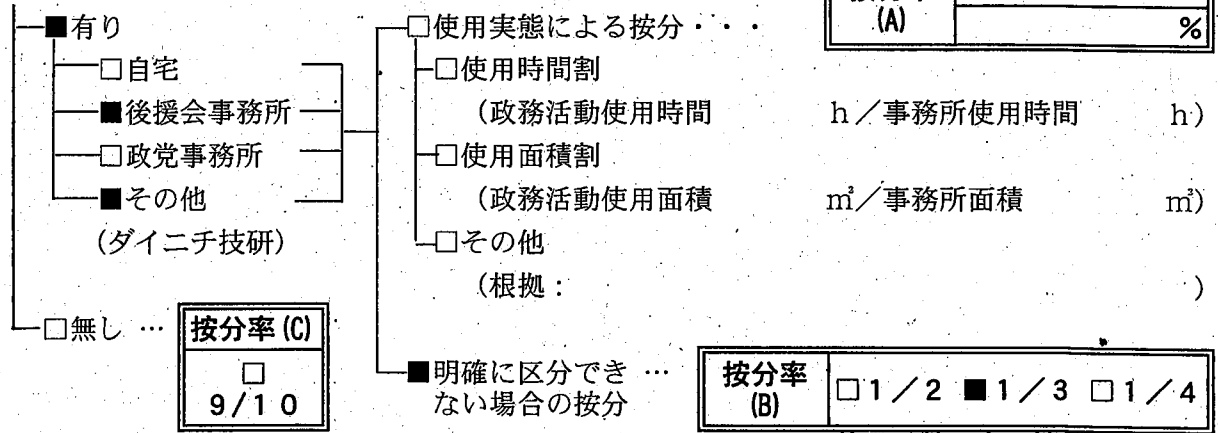 ■有り
□自宅
■後援会事務所
□政党事務所
■その他
(ダイニチ技研)
□無し …
按分率(C)
□
9/10
□使用実態による按分・・・
(A)
%
□使用時間割
(政務活動使用時間 h/事務所使用時間 h)
□使用面積割
(政務活動使用面積 ㎡/事務所面積 ㎡)
□その他
(根拠: )
■明確に区分でき …
ない場合の按分
按分率
(B)
□1/2 ■1/3 □1/4